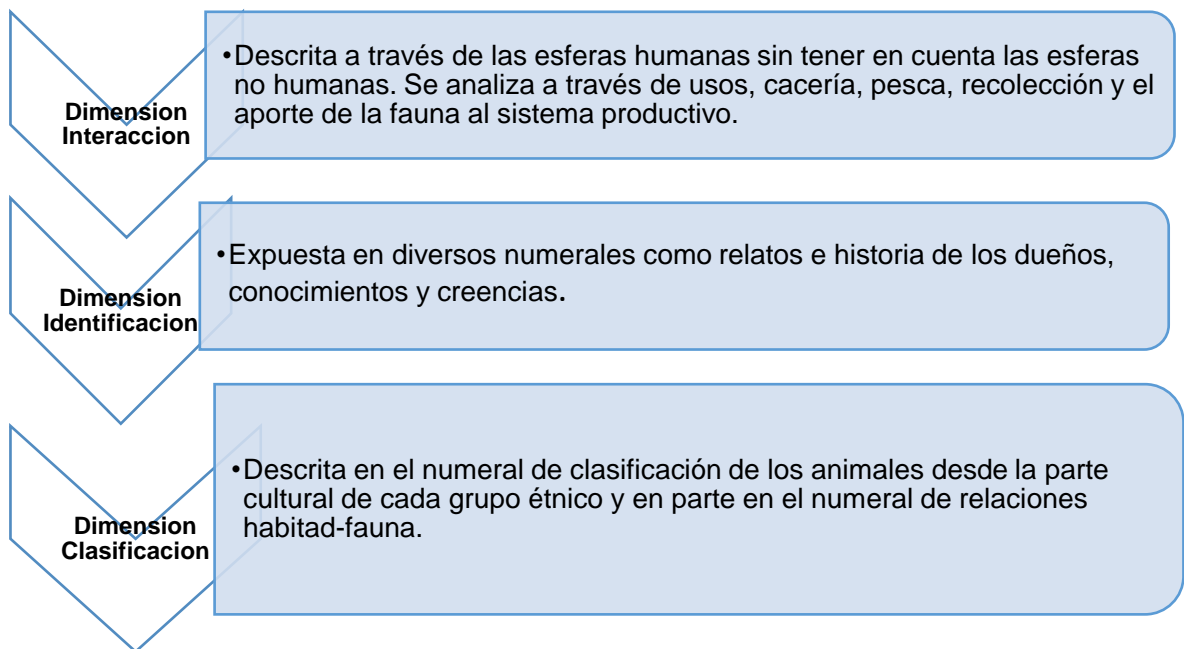 Dimension
Interaccion
•Descrita a través de las esferas humanas sin tener en cuenta las esferas
no humanas. Se analiza a través de usos, cacería, pesca, recolección y el
aporte de la fauna al sistema productivo.
Dimension
Identificacion
•Expuesta en diversos numerales como relatos e historia de los dueños,
conocimientos y creencias.
Dimension
Clasificacion
•Descrita en el numeral de clasificación de los animales desde la parte
cultural de cada grupo étnico y en parte en el numeral de relaciones
habitad-fauna.